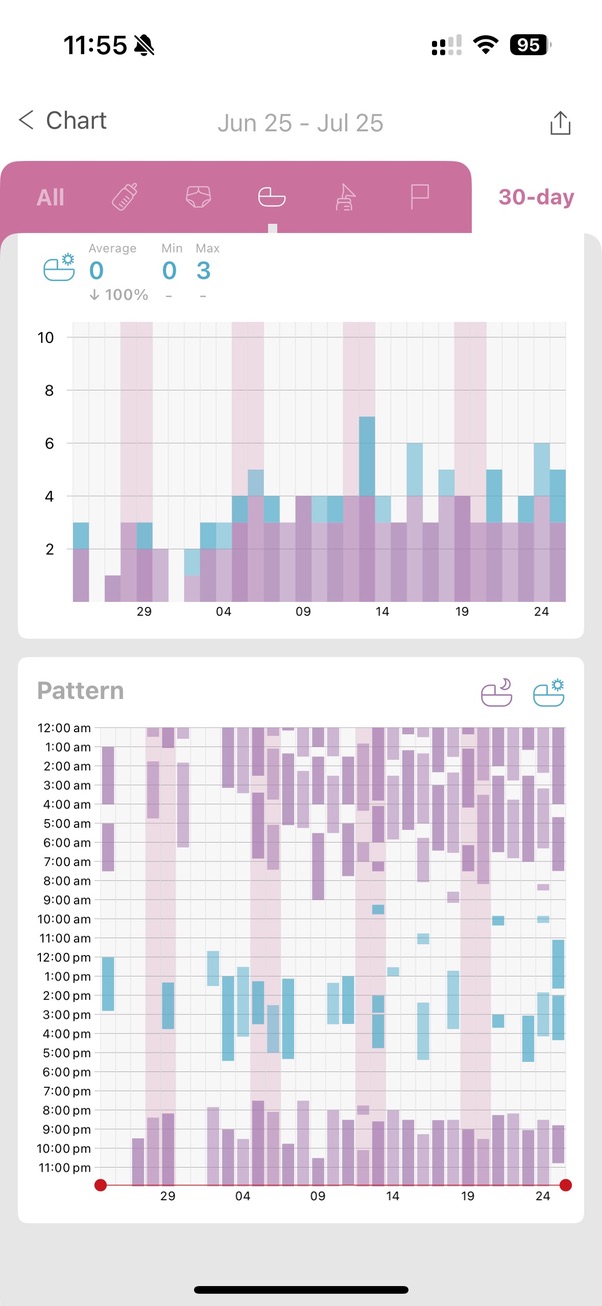 11:55
95
Chart
Jun 25 - Jul 25
All
30-day
Average Min Max
0 0 3
↓ 100% - -
10
8
6
4
2
29 04 09 14 19 24
Pattern
12:00 am
1:00 am
2:00 am
3:00 am
4:00 am
5:00 am
6:00 am
7:00 am
8:00 am
9:00 am
10:00 am
11:00 am
12:00 pm
1:00 pm
2:00 pm
3:00 pm
4:00 pm
5:00 pm
6:00 pm
7:00 pm
8:00 pm
9:00 pm
10:00 pm
11:00 pm
29 04 09 14 19 24